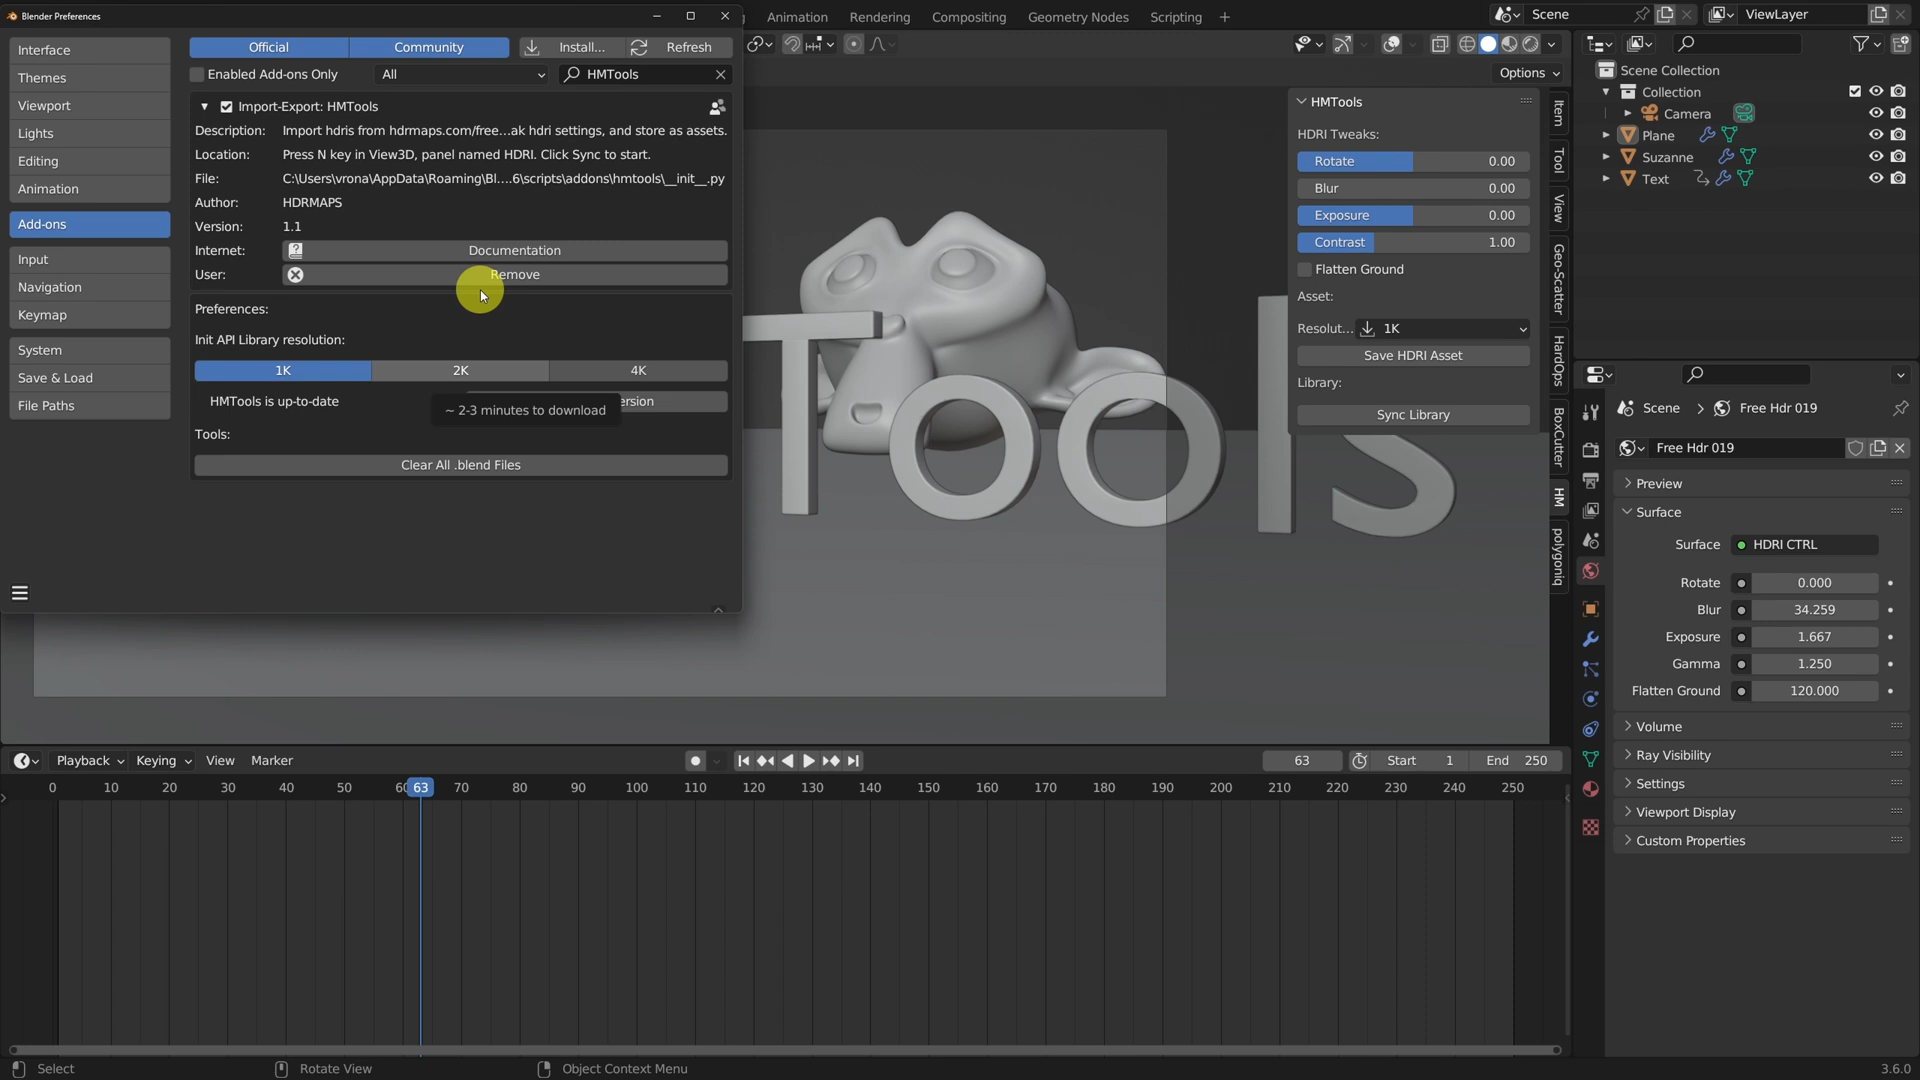 Blender Preferences
Interface
Themes
Viewport
Lights
Editing
Animation
Add-ons
Input
Navigation
Keymap
System
Save & Load
File Paths
Official Community Install... Refresh
Enabled Add-ons Only All HMTools
Import-Export: HMTools
Description: Import hdris from hdrmaps.com/free...ak hdri settings, and store as assets.
Location: Press N key in View3D, panel named HDRI. Click Sync to start.
File: C:\Users\vrona\AppData\Roaming\Bl....6\scripts\addons\hmtools\__init__.py
Author: HDRMAPS
Version: 1.1
Internet: Documentation
User: Remove
Preferences:
Init API Library resolution:
1K 2K 4K
HMTools is up-to-date ersion
~ 2-3 minutes to download
Tools:
Clear All .blend Files
Animation Rendering Compositing Geometry Nodes Scripting
Scene ViewLayer
Options
HMTools
HDRI Tweaks:
Rotate 0.00
Blur 0.00
Exposure 0.00
Contrast 1.00
Flatten Ground
Asset:
Resolut... 1K
Save HDRI Asset
Library:
Sync Library
Item
Tool
View
Geo-Scatter
HardOps
BoxCutter
HM
polygoniq
Tools
Scene Collection
Collection
Camera
Plane
Suzanne
Text
Scene Free Hdr 019
Free Hdr 019
Preview
Surface
Surface HDRI CTRL
Rotate 0.000
Blur 34.259
Exposure 1.667
Gamma 1.250
Flatten Ground 120.000
Volume
Ray Visibility
Settings
Viewport Display
Custom Properties
Playback Keying View Marker 63 Start 1 End 250
0 10 20 30 40 50 60 63 70 80 90 100 110 120 130 140 150 160 170 180 190 200 210 220 230 240 250
Select Rotate View Object Context Menu 3.6.0